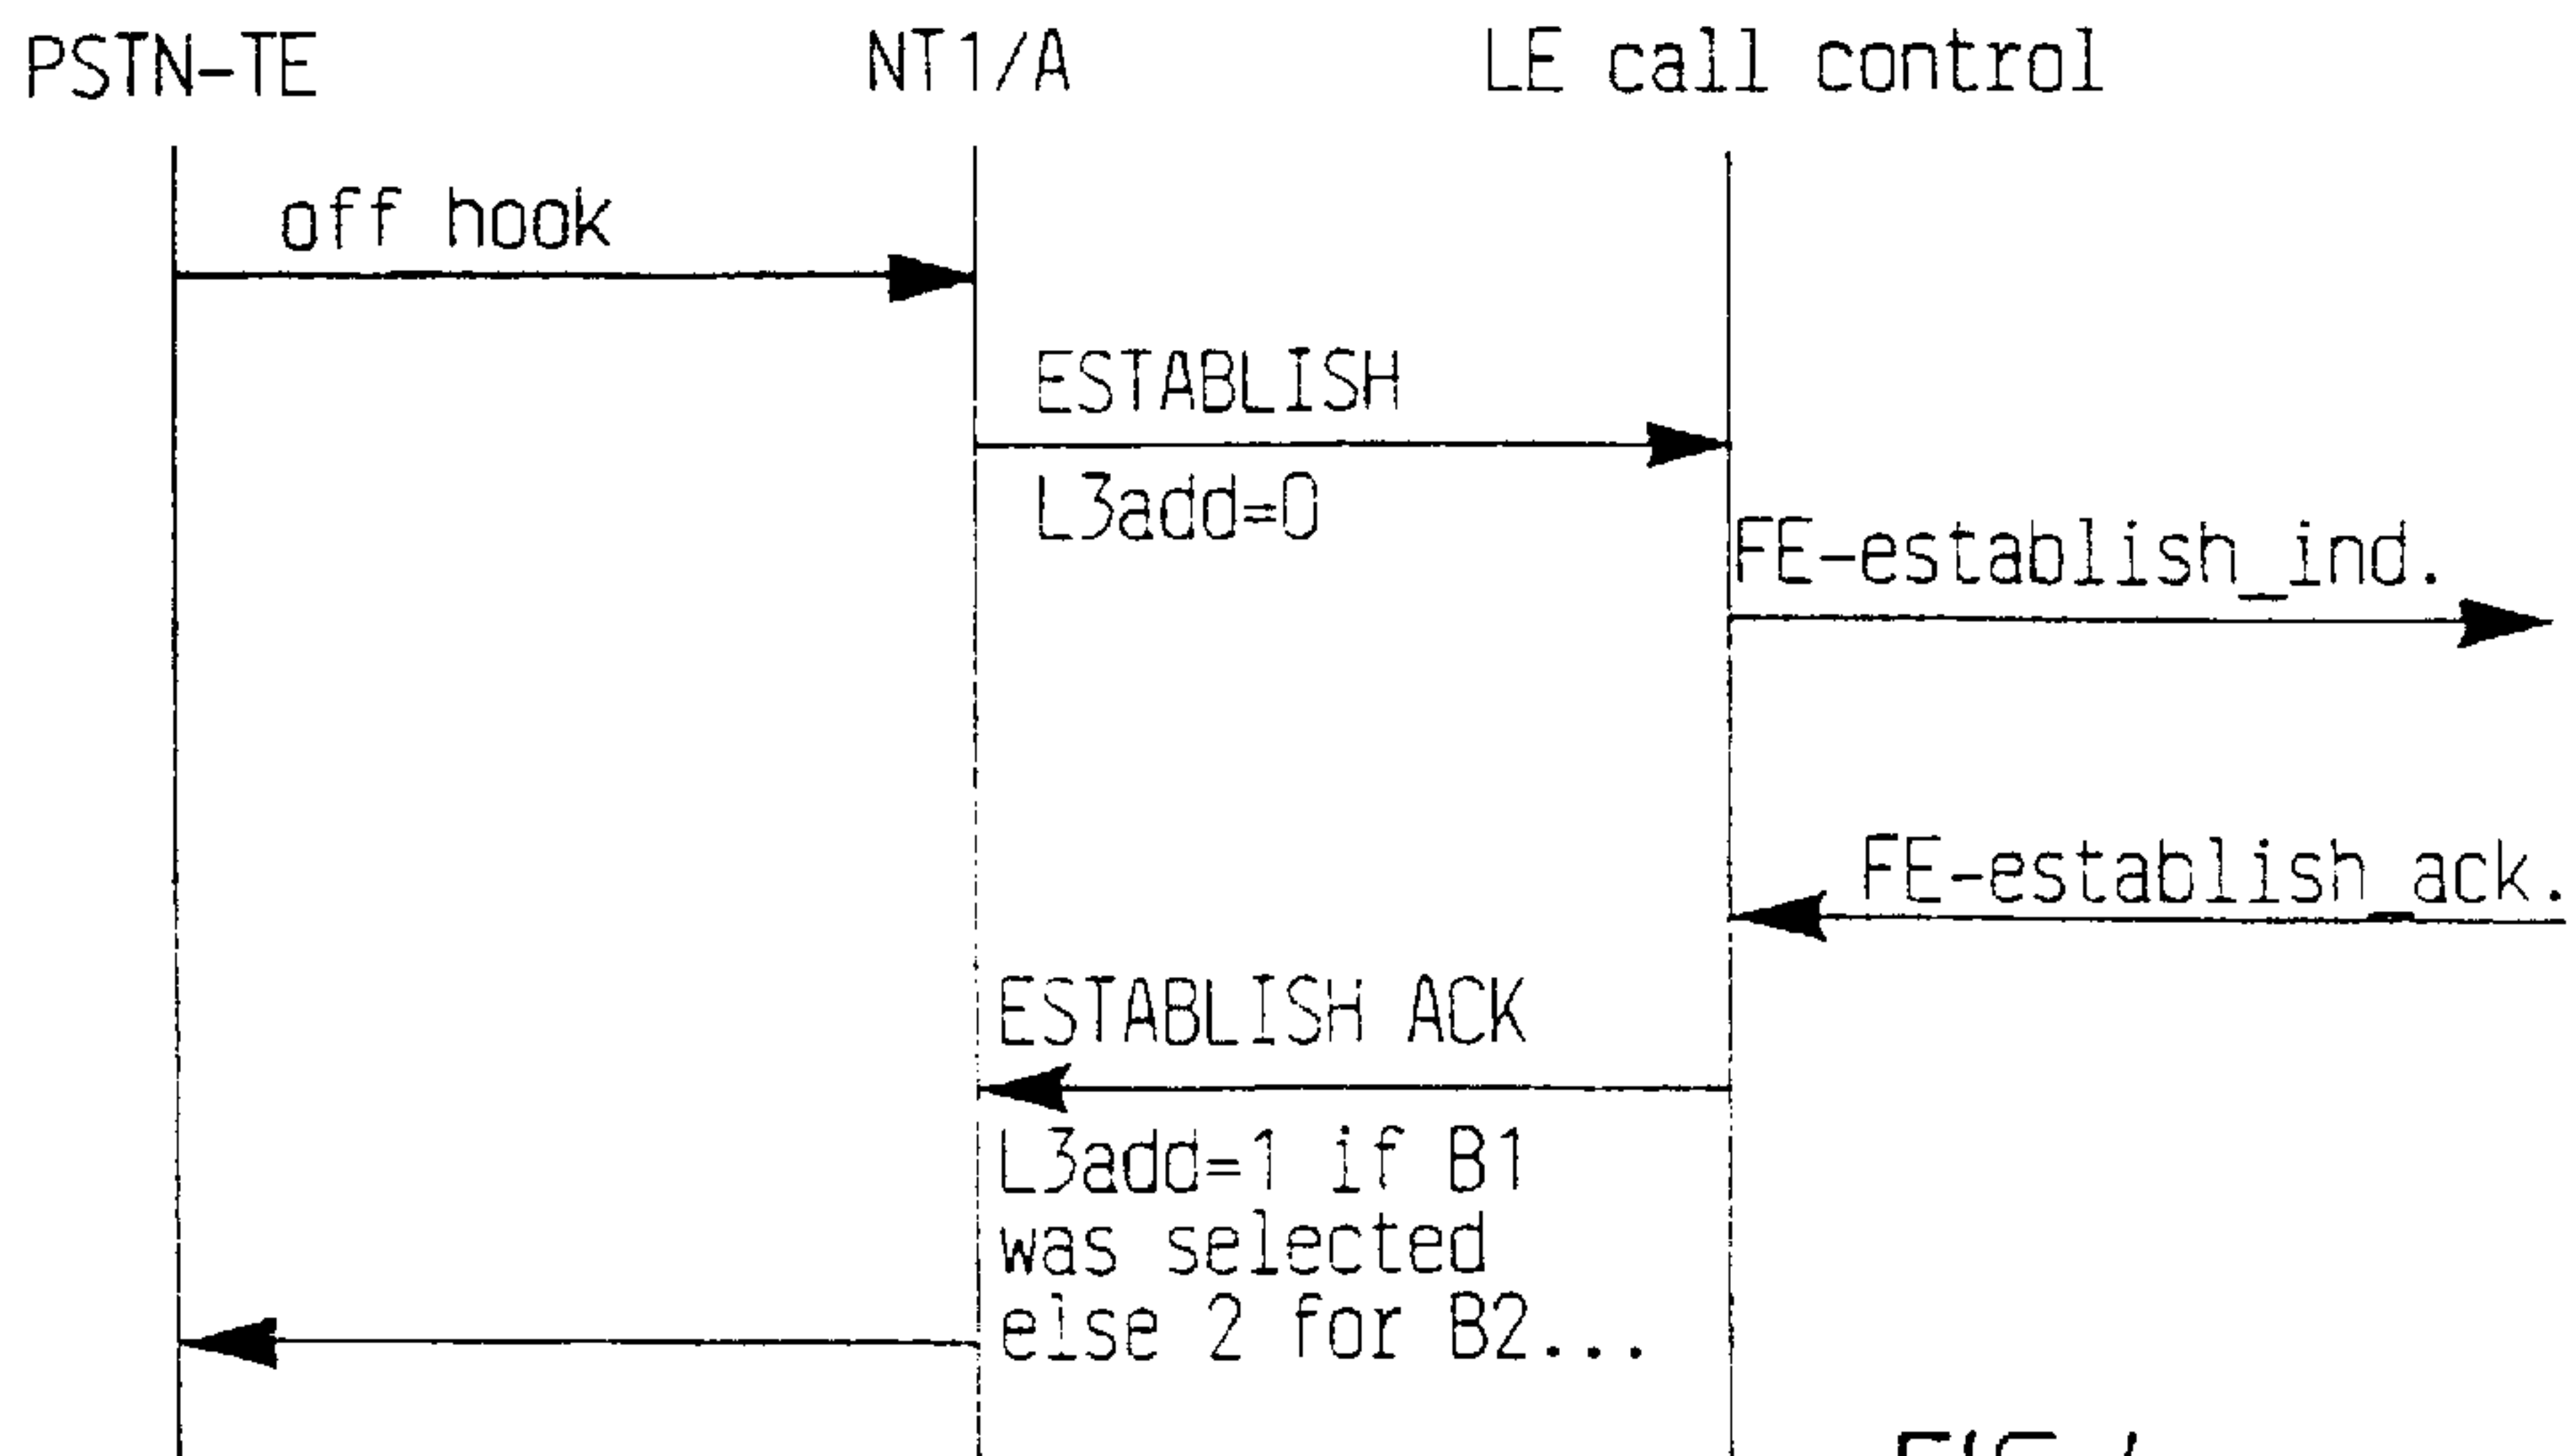 PSTN-TE NT1/A LE call control
off hook
ESTABLISH
L3add=0
FE-establish_ind.
FE-establish_ack.
ESTABLISH ACK
L3add=1 if B1
was selected
else 2 for B2...